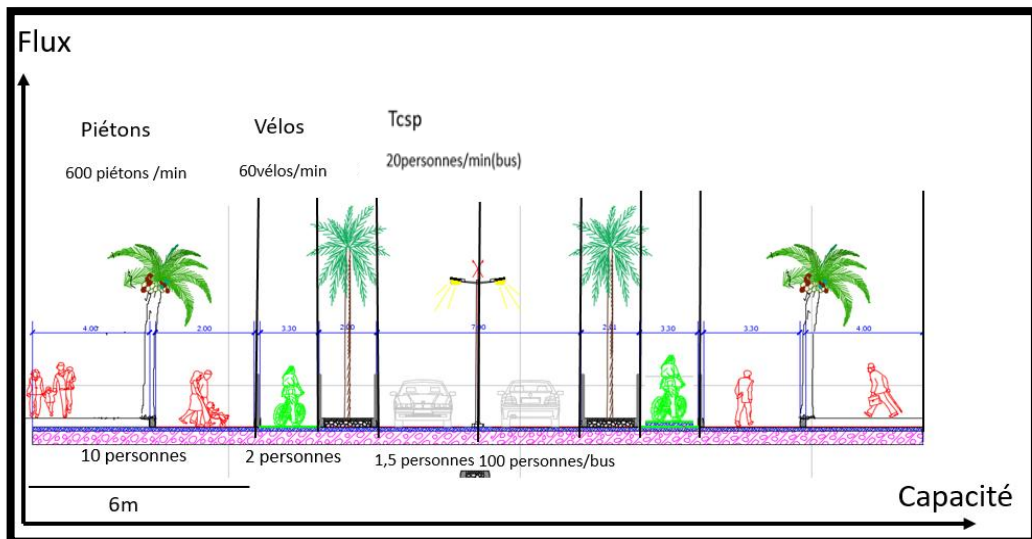 Flux
Piétons
Vélos
Tcsp
600 piétons /min
60vélos/min
20personnes/min(bus)
4.00
2.00
3.30
2.00
7.00
2.01
3.30
3.30
4.00
10 personnes
2 personnes
1,5 personnes
100 personnes/bus
6m
Capacité